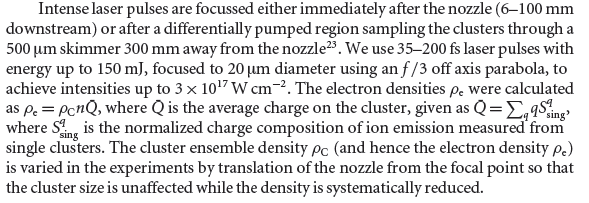 Intense laser pulses are focussed either immediately after the nozzle (6–100 mm
downstream) or after a differentially pumped region sampling the clusters through a
500 μm skimmer 300 mm away from the nozzle²³. We use 35–200 fs laser pulses with
energy up to 150 mJ, focused to 20 μm diameter using an f/3 off axis parabola, to
achieve intensities up to 3 × 10¹⁷ W cm⁻². The electron densities ρₑ were calculated
as ρₑ = ρ_C n Q̄, where Q̄ is the average charge on the cluster, given as Q̄ = ∑_q qS^q_sing,
where S^q_sing is the normalized charge composition of ion emission measured from
single clusters. The cluster ensemble density ρ_C (and hence the electron density ρₑ)
is varied in the experiments by translation of the nozzle from the focal point so that
the cluster size is unaffected while the density is systematically reduced.